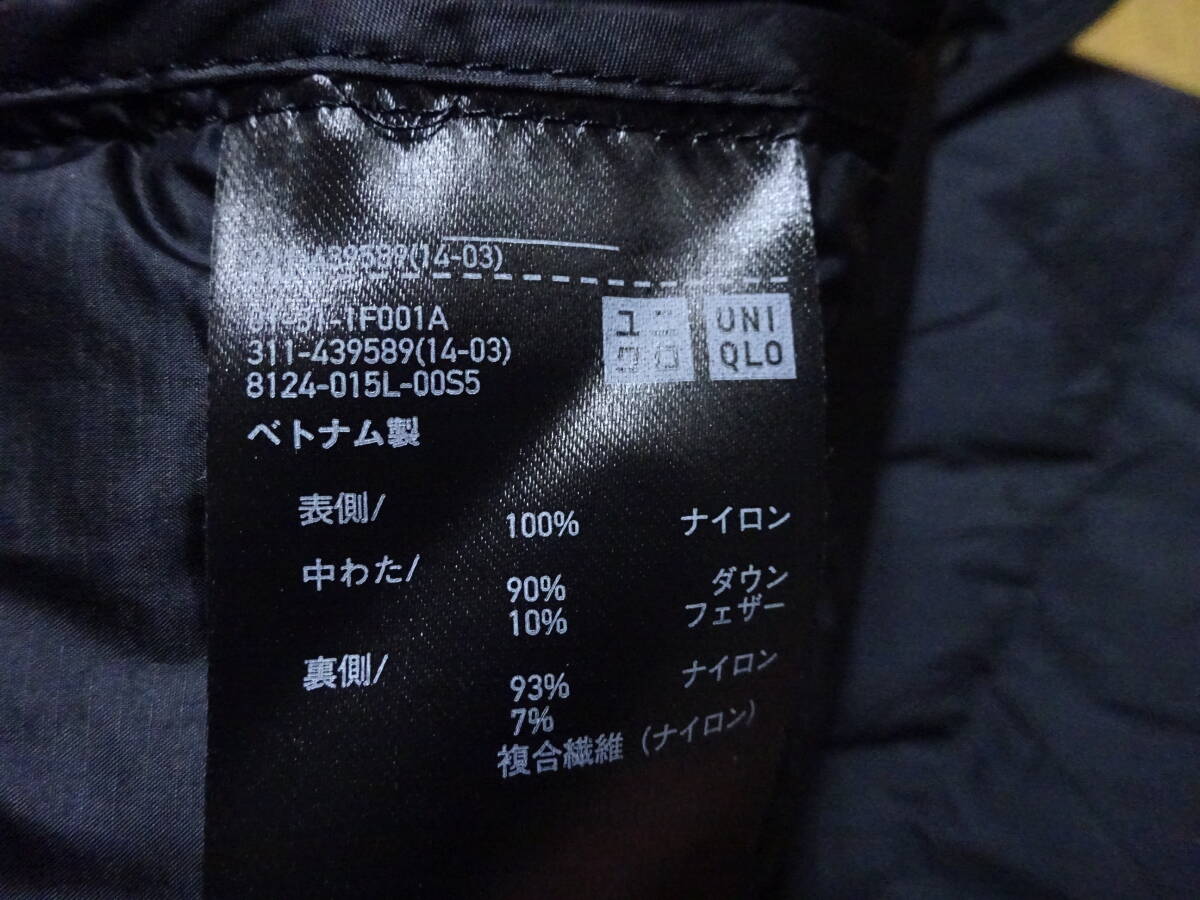 439589(14-03)
1F001A
311-439589(14-03)
8124-015L-00S5
ユニクロ
UNI
QLO
ベトナム製
表側/
100% ナイロン
中わた/
90% ダウン
10% フェザー
裏側/
93% ナイロン
7%
複合繊維(ナイロン)